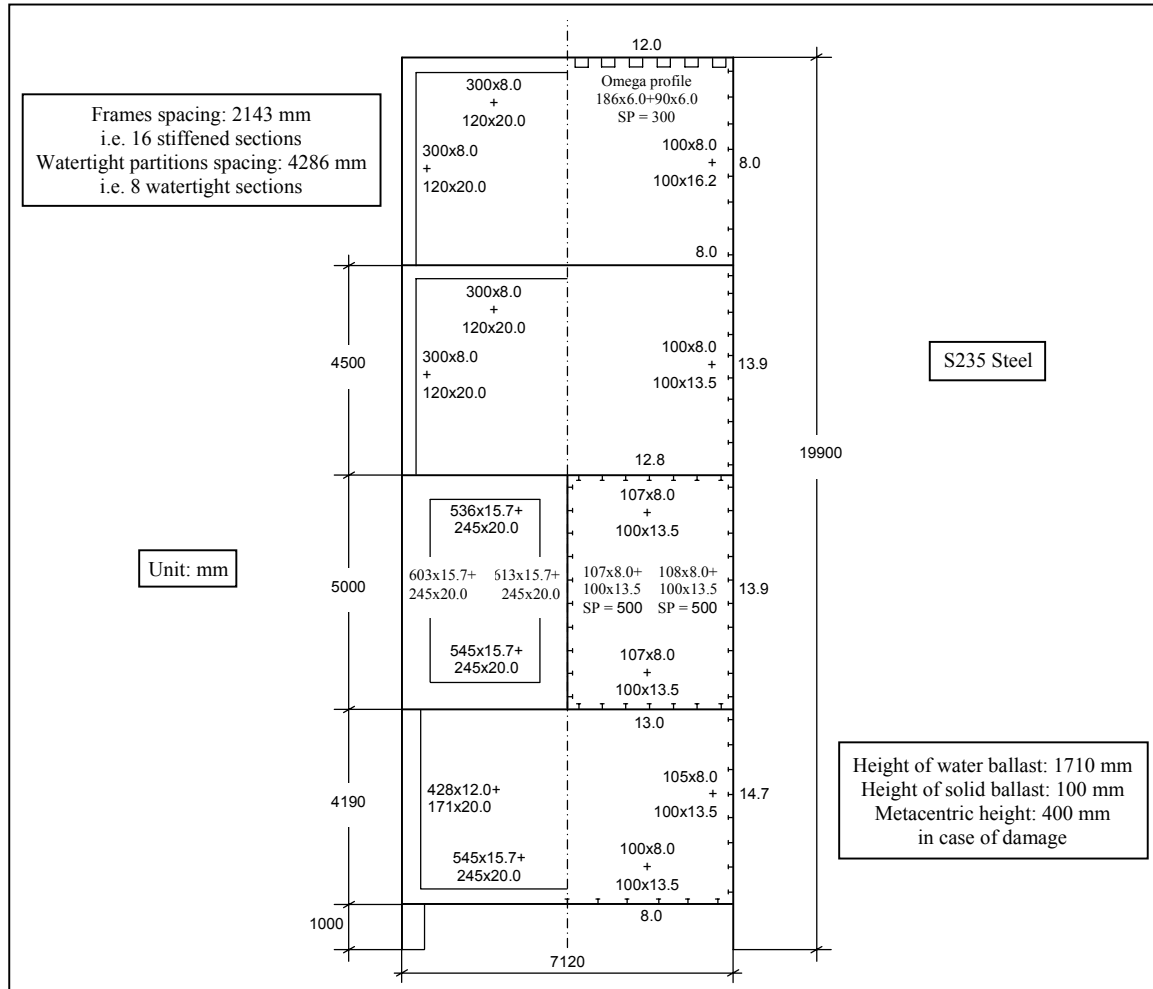 12.0
Omega profile
186x6.0+90x6.0
SP = 300
300x8.0
+
120x20.0
300x8.0
+
120x20.0
100x8.0
+
100x16.2
8.0
8.0
Frames spacing: 2143 mm
i.e. 16 stiffened sections
Watertight partitions spacing: 4286 mm
i.e. 8 watertight sections
300x8.0
+
120x20.0
300x8.0
+
120x20.0
100x8.0
+
100x13.5
13.9
4500
12.8
S235 Steel
19900
536x15.7+
245x20.0
603x15.7+
245x20.0
613x15.7+
245x20.0
545x15.7+
245x20.0
107x8.0
+
100x13.5
107x8.0+
100x13.5
SP = 500
108x8.0+
100x13.5
SP = 500
107x8.0
+
100x13.5
13.9
5000
Unit: mm
13.0
428x12.0+
171x20.0
545x15.7+
245x20.0
105x8.0
+
100x13.5
100x8.0
+
100x13.5
14.7
4190
8.0
1000
7120
Height of water ballast: 1710 mm
Height of solid ballast: 100 mm
Metacentric height: 400 mm
in case of damage